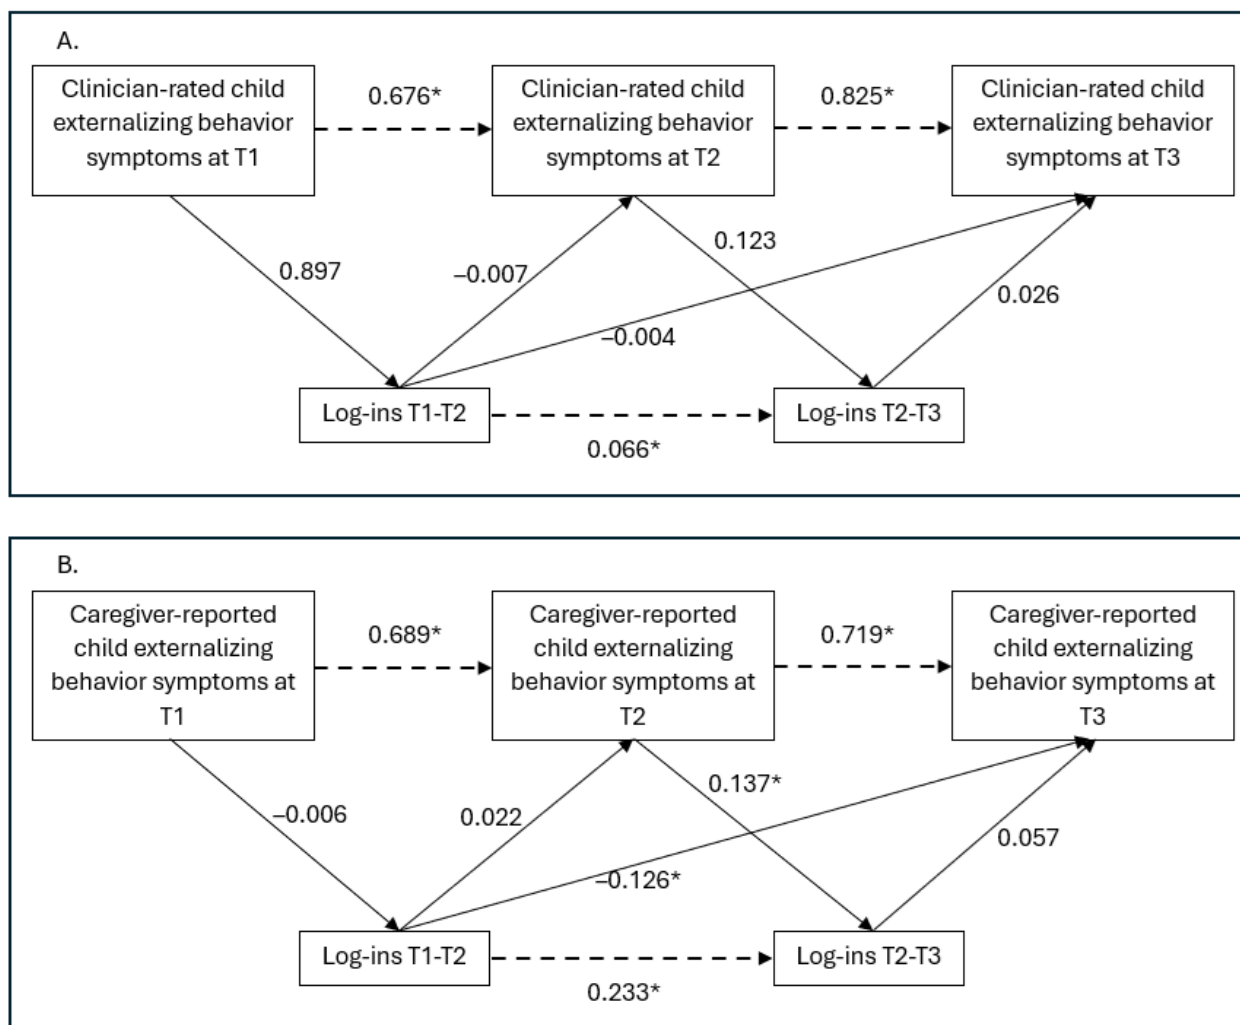 A.
Clinician-rated child
externalizing behavior
symptoms at T1
0.676*
Clinician-rated child
externalizing behavior
symptoms at T2
0.825*
Clinician-rated child
externalizing behavior
symptoms at T3
0.897
–0.007
0.123
–0.004
0.026
Log-ins T1-T2
0.066*
Log-ins T2-T3
B.
Caregiver-reported
child externalizing
behavior symptoms at
T1
0.689*
Caregiver-reported
child externalizing
behavior symptoms at
T2
0.719*
Caregiver-reported
child externalizing
behavior symptoms at
T3
–0.006
0.022
0.137*
–0.126*
0.057
Log-ins T1-T2
0.233*
Log-ins T2-T3